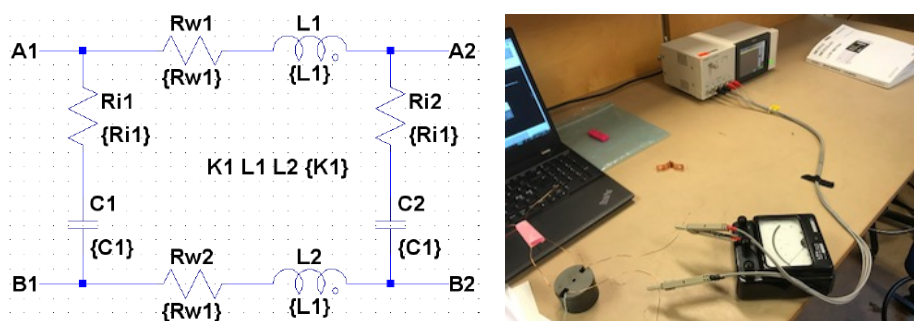 Rw1
L1
A1
A2
{Rw1}
{L1}
Ri1
{Ri1}
Ri2
{Ri1}
K1 L1 L2 {K1}
C1
{C1}
C2
{C1}
Rw2
L2
B1
B2
{Rw1}
{L1}
ThinkPad